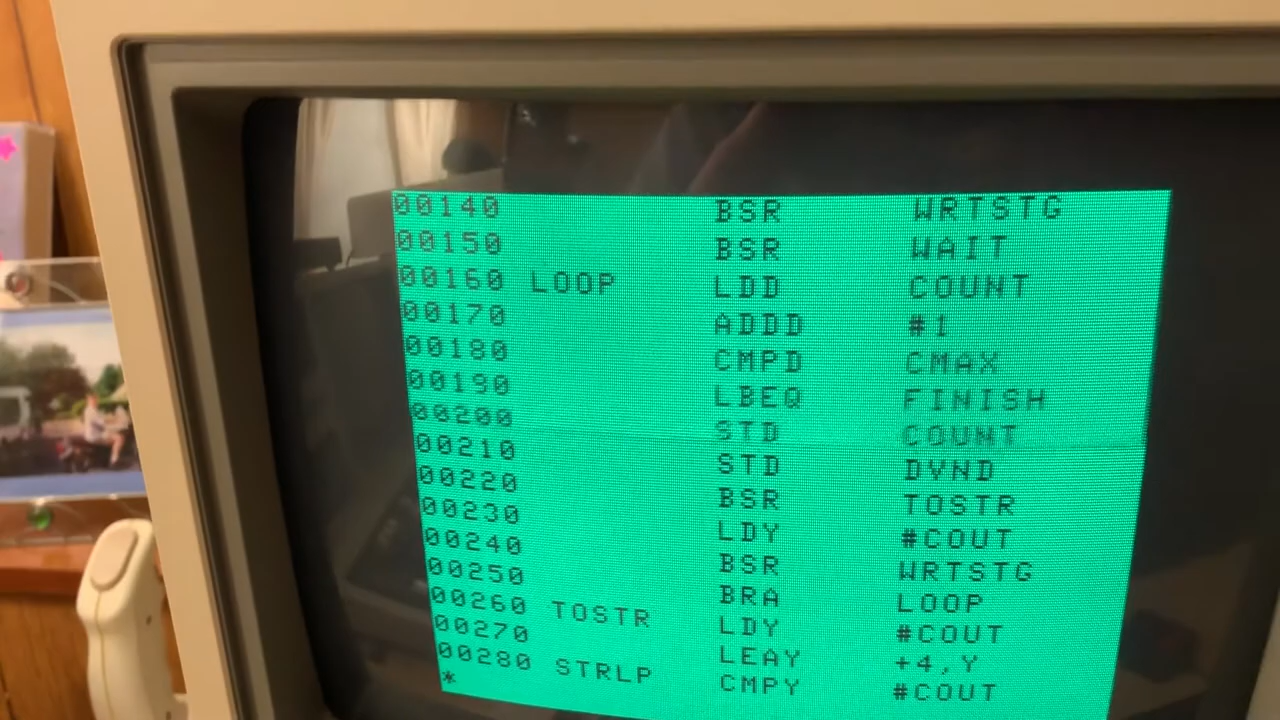 00140 BSR WRTSTG
00150 BSR WAIT
00160 LOOP LDD COUNT
00170 ADDD #1
00180 CMPD CMAX
00190 LBEQ FINISH
00200 STD COUNT
00210 STD DVND
00220 BSR TOSTR
00230 LDY #COUT
00240 BSR WRTSTG
00250 BRA LOOP
00260 TOSTR LDY #COUT
00270 LEAY +4,Y
00280 STRLP CMPY #COUT
*